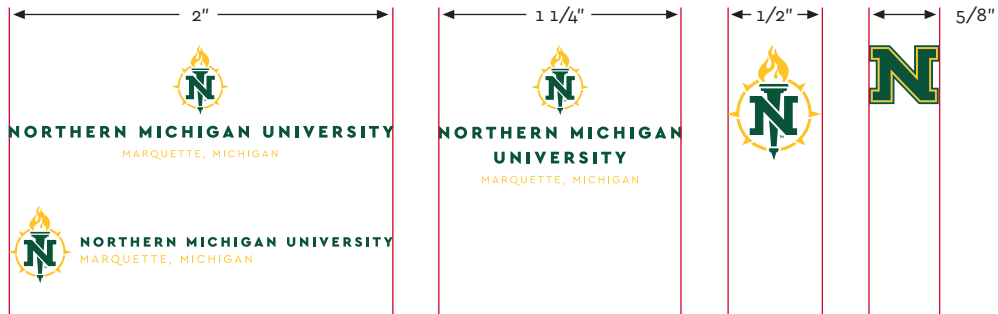 2"
N
NORTHERN MICHIGAN UNIVERSITY
MARQUETTE, MICHIGAN
N
NORTHERN MICHIGAN UNIVERSITY
MARQUETTE, MICHIGAN
1 1/4"
N
NORTHERN MICHIGAN
UNIVERSITY
MARQUETTE, MICHIGAN
1/2"
N
™
5/8"
N